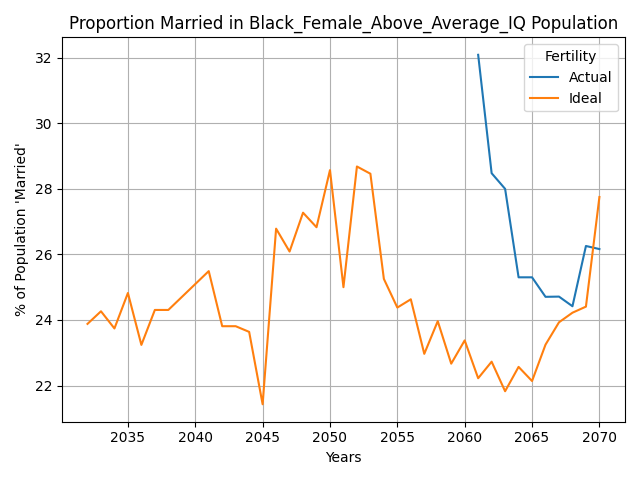 Proportion Married in Black_Female_Above_Average_IQ Population
% of Population 'Married'
32
30
28
26
24
22
Fertility
Actual
Ideal
2035 2040 2045 2050 2055 2060 2065 2070
Years